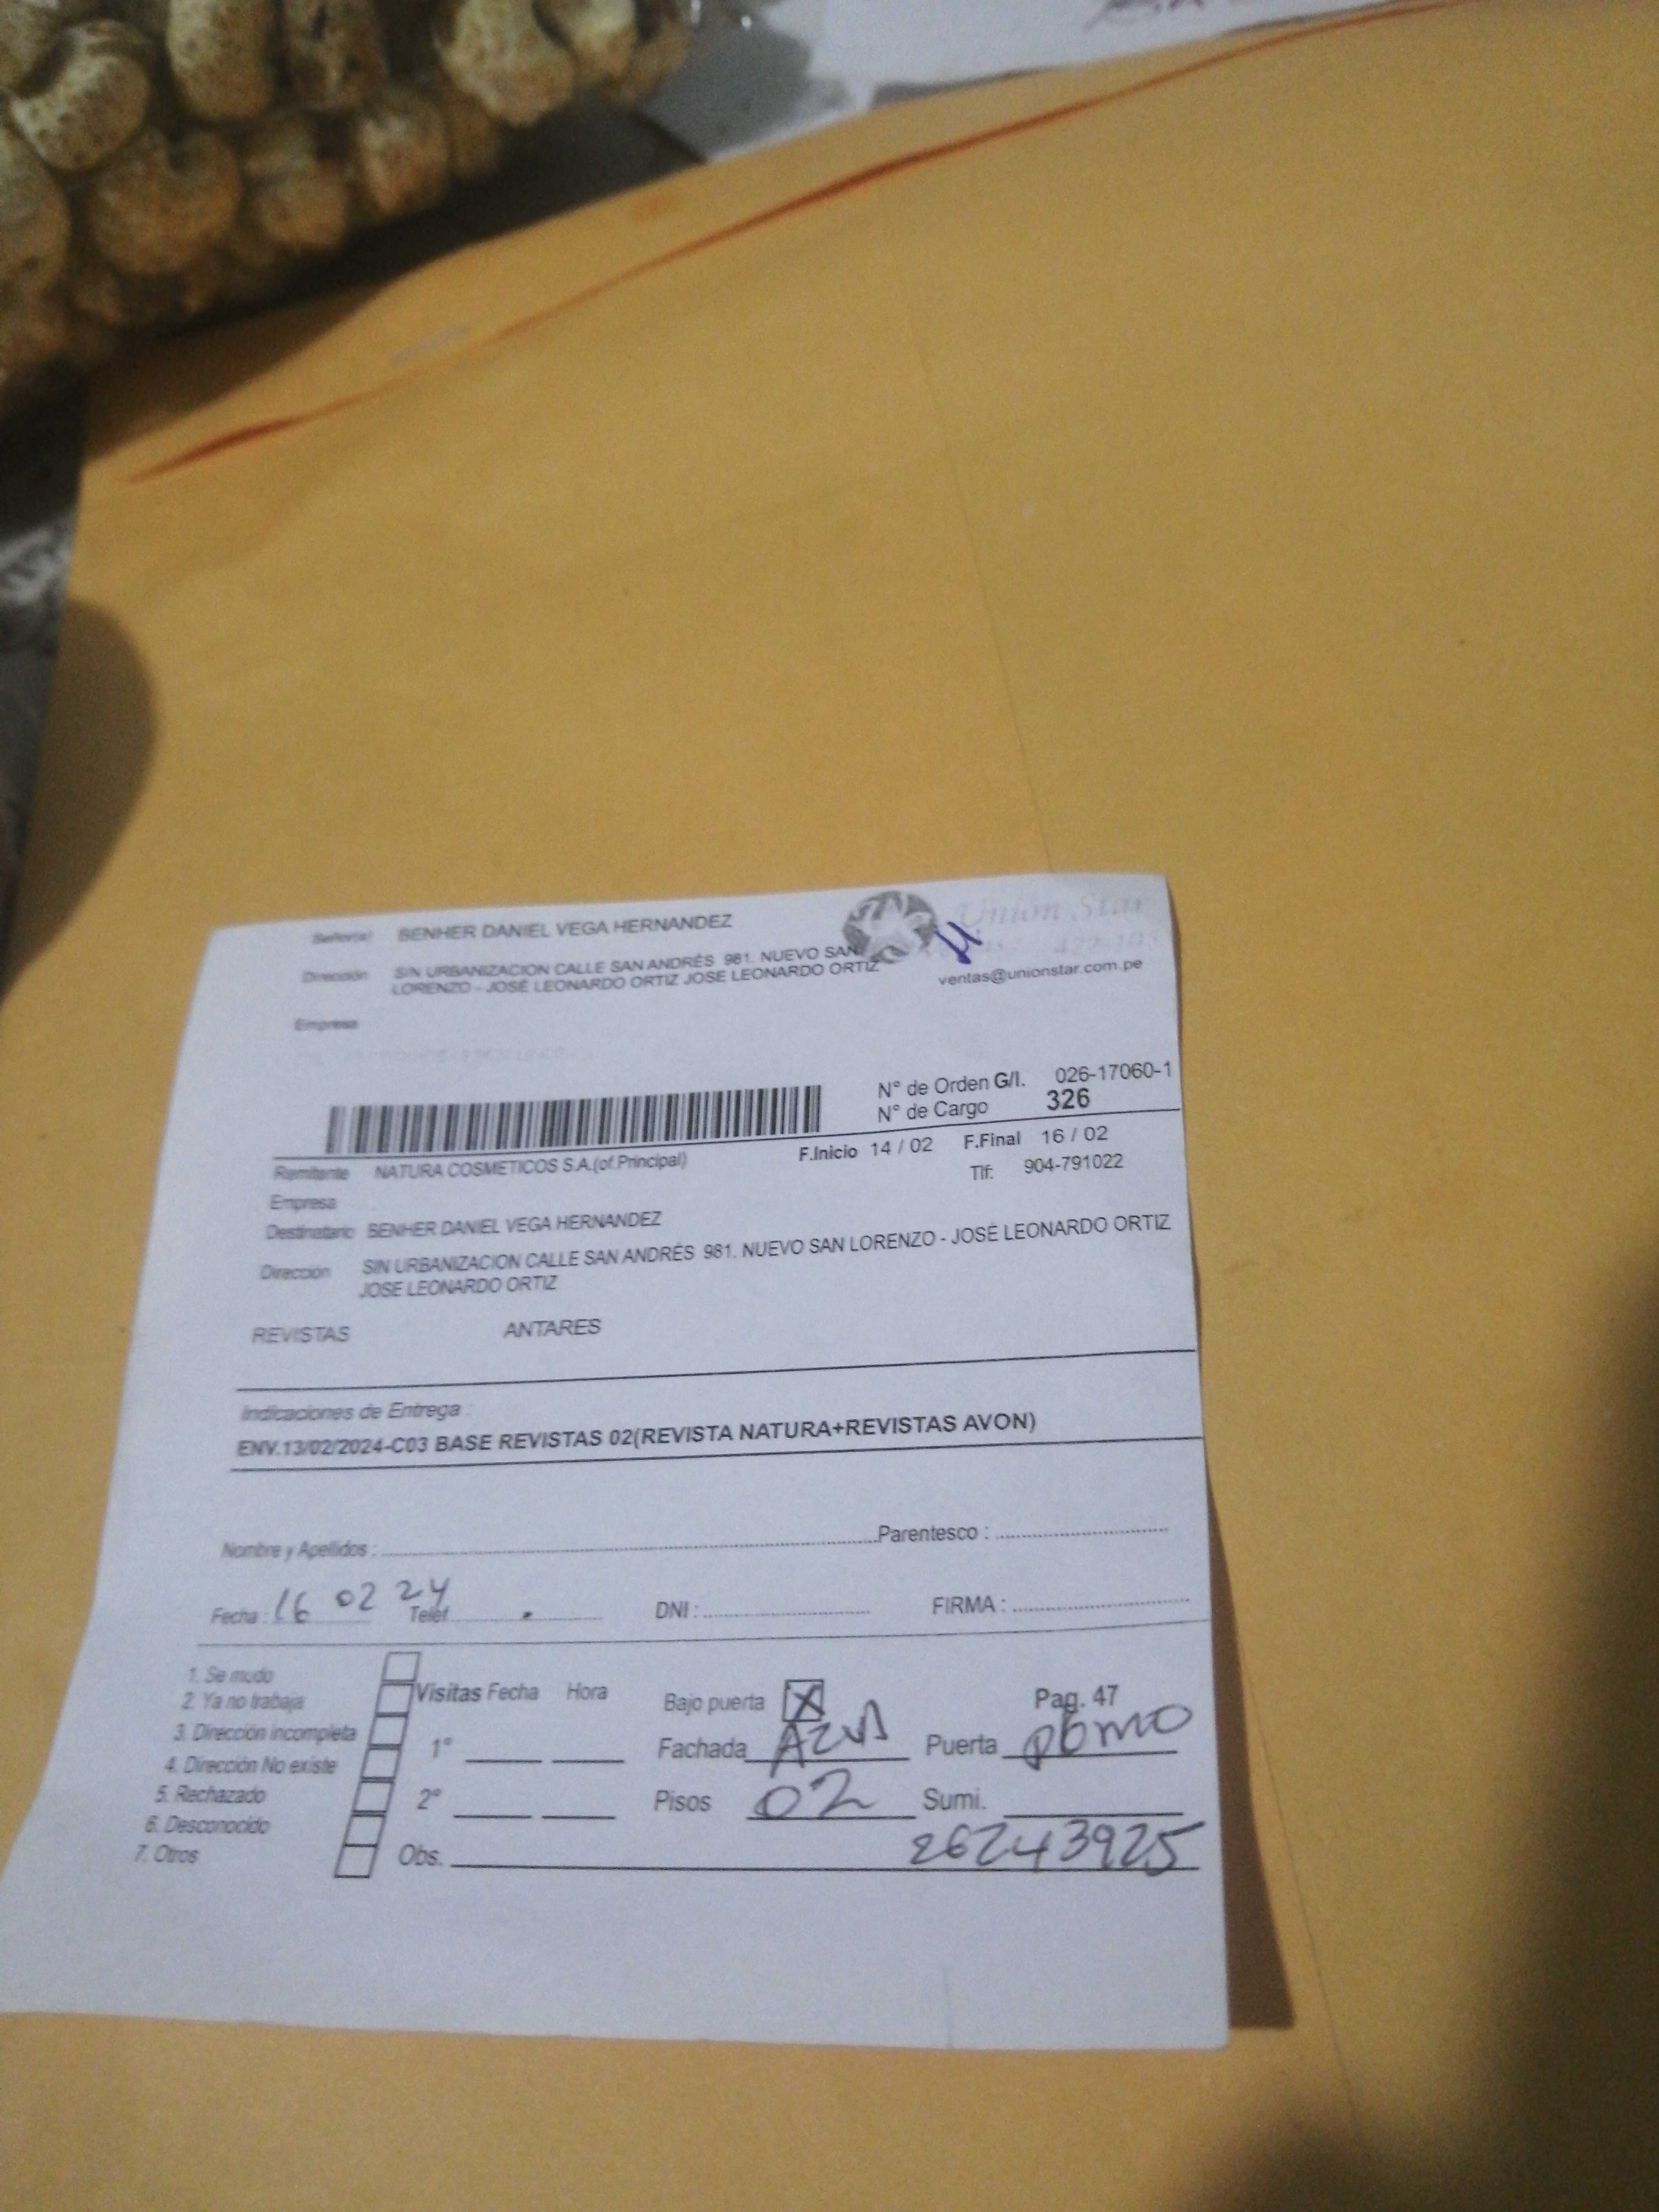 Señor(s) BENHER DANIEL VEGA HERNANDEZ
Union Star
Dirección SIN URBANIZACION CALLE SAN ANDRÉS 981. NUEVO SAN
LORENZO - JOSÉ LEONARDO ORTIZ JOSE LEONARDO ORTIZ
ventas@unionstar.com.pe
Empresa
N° de Orden G/I. 026-17060-1
N° de Cargo 326
F.Inicio 14 / 02 F.Final 16 / 02
Remitente NATURA COSMETICOS S.A.(of.Principal)
Tlf: 904-791022
Empresa
Destinatario BENHER DANIEL VEGA HERNANDEZ
Direccion SIN URBANIZACION CALLE SAN ANDRÉS 981. NUEVO SAN LORENZO - JOSÉ LEONARDO ORTIZ
JOSE LEONARDO ORTIZ
REVISTAS ANTARES
Indicaciones de Entrega :
ENV.13/02/2024-C03 BASE REVISTAS 02(REVISTA NATURA+REVISTAS AVON)
Nombre y Apellidos : Parentesco :
Fecha : 16 02 24 Teléf. DNI : FIRMA :
1. Se mudo
2. Ya no trabaja
3. Dirección incompleta
4. Dirección No existe
5. Rechazado
6. Desconocido
7. Otros
Visitas Fecha Hora
1°
2°
Obs.
Bajo puerta X Pag. 47
Fachada AZUL Puerta
Pisos 02 Sumi.
26243925